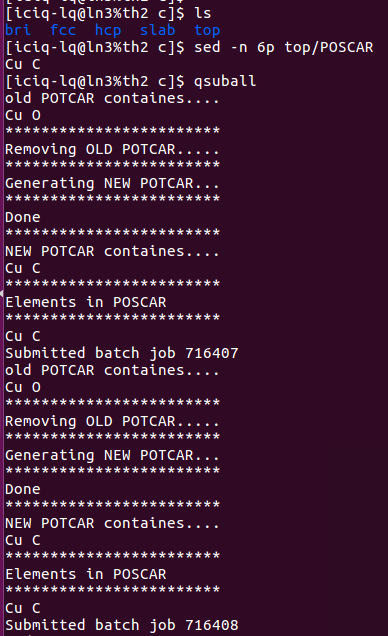 [iciq-lq@ln3%th2 c]$ ls
bri fcc hcp slab top
[iciq-lq@ln3%th2 c]$ sed -n 6p top/POSCAR
Cu C
[iciq-lq@ln3%th2 c]$ qsuball
old POTCAR containes....
Cu O
************************
Removing OLD POTCAR.....
************************
Generating NEW POTCAR...
************************
Done
************************
NEW POTCAR containes....
Cu C
************************
Elements in POSCAR
************************
Cu C
Submitted batch job 716407
old POTCAR containes....
Cu O
************************
Removing OLD POTCAR.....
************************
Generating NEW POTCAR...
************************
Done
************************
NEW POTCAR containes....
Cu C
************************
Elements in POSCAR
************************
Cu C
Submitted batch job 716408